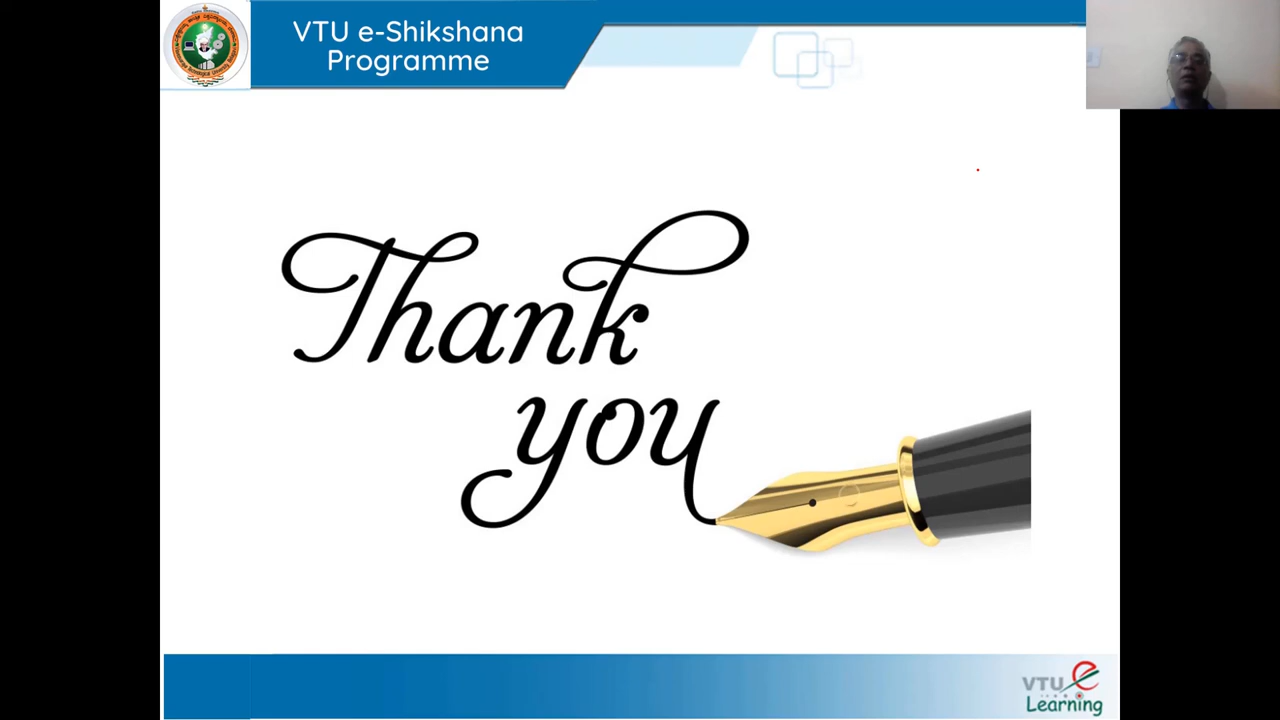 VTU e-Shikshana
Programme
Thank
you
VTU e
Learning